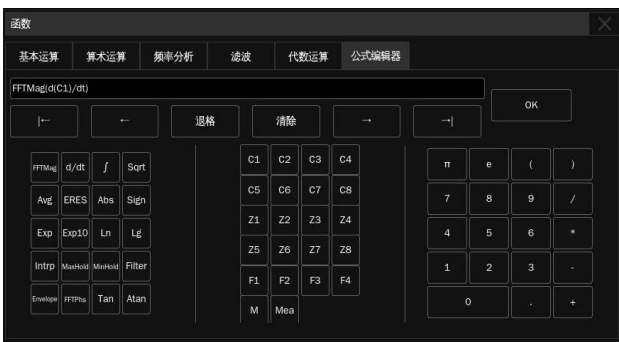 函数
基本运算 算术运算 频率分析 滤波 代数运算 公式编辑器
FFTMag(d(C1)/dt)
|← ← 退格 清除 → →| OK
FFTMag d/dt ∫ Sqrt C1 C2 C3 C4 π e ( )
Avg ERES Abs Sign C5 C6 C7 C8 7 8 9 /
Exp Exp10 Ln Lg Z1 Z2 Z3 Z4 4 5 6 *
Intrp MaxHold MinHold Filter Z5 Z6 Z7 Z8 1 2 3 -
Envelope FFTPhs Tan Atan F1 F2 F3 F4 0 . +
M Mea